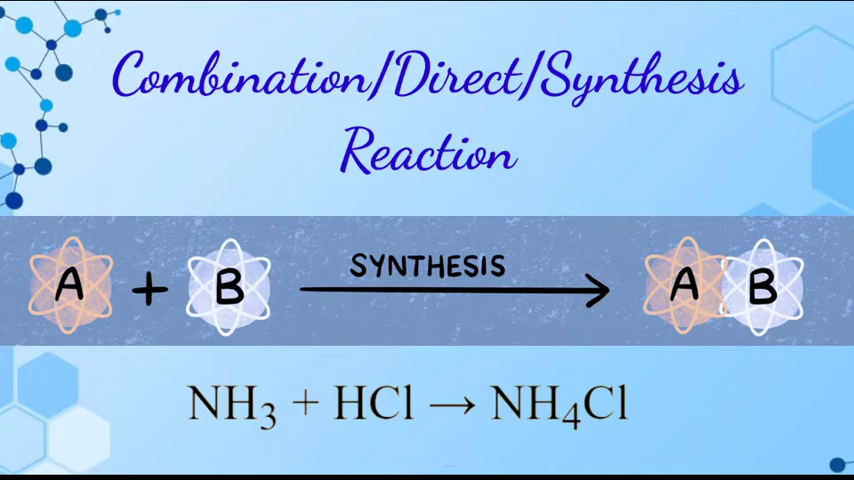 Combination/Direct/Synthesis
Reaction
A + B SYNTHESIS → A B
NH₃ + HCl → NH₄Cl